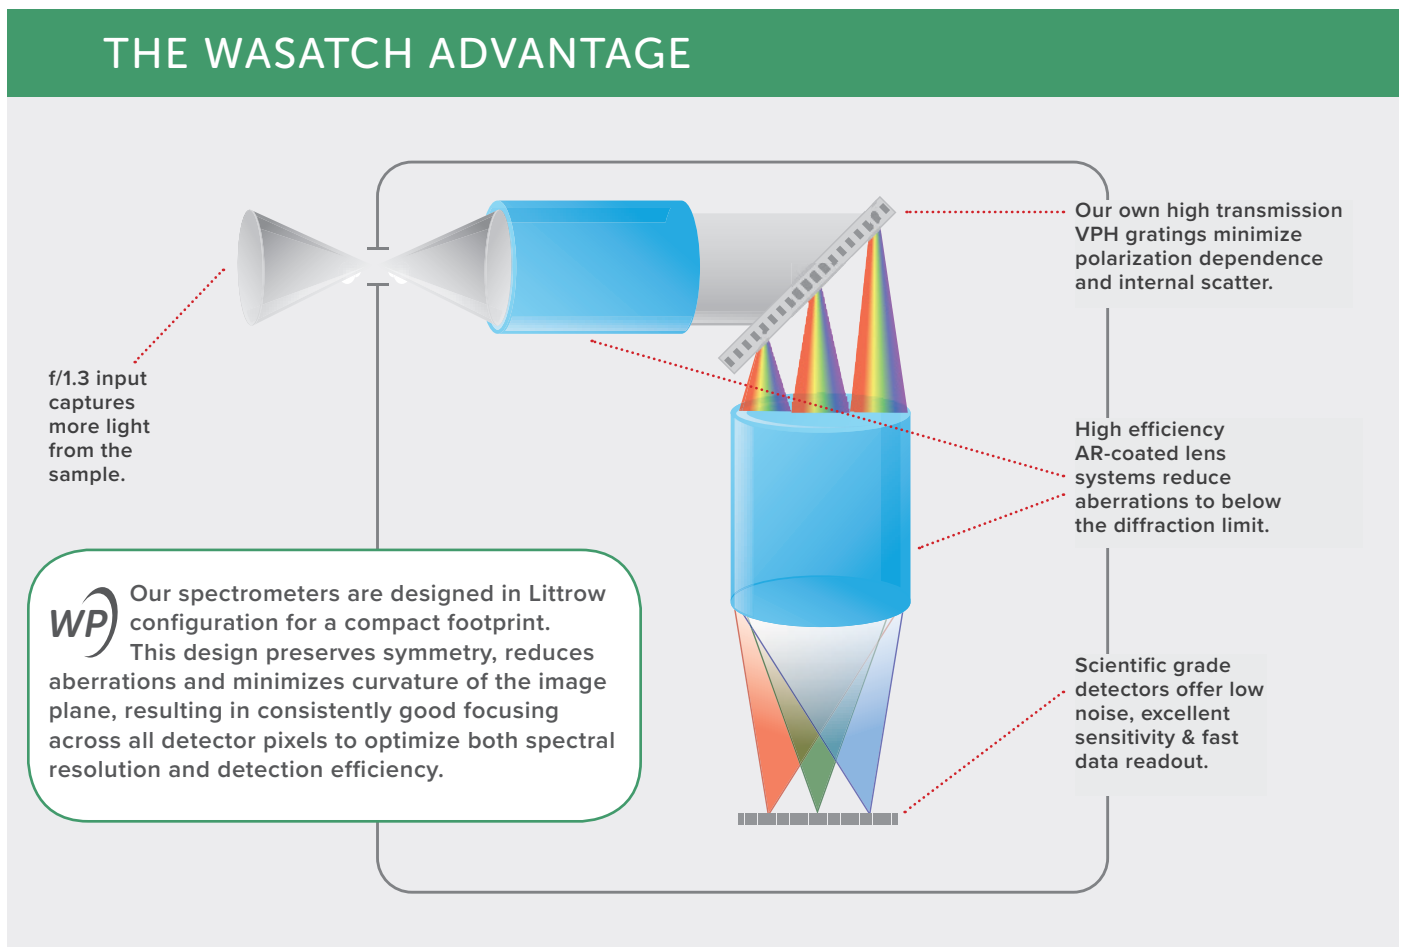 THE WASATCH ADVANTAGE
Our own high transmission
VPH gratings minimize
polarization dependence
and internal scatter.
f/1.3 input
captures
more light
from the
sample.
High efficiency
AR-coated lens
systems reduce
aberrations to below
the diffraction limit.
WP
Our spectrometers are designed in Littrow
configuration for a compact footprint.
This design preserves symmetry, reduces
aberrations and minimizes curvature of the image
plane, resulting in consistently good focusing
across all detector pixels to optimize both spectral
resolution and detection efficiency.
Scientific grade
detectors offer low
noise, excellent
sensitivity & fast
data readout.